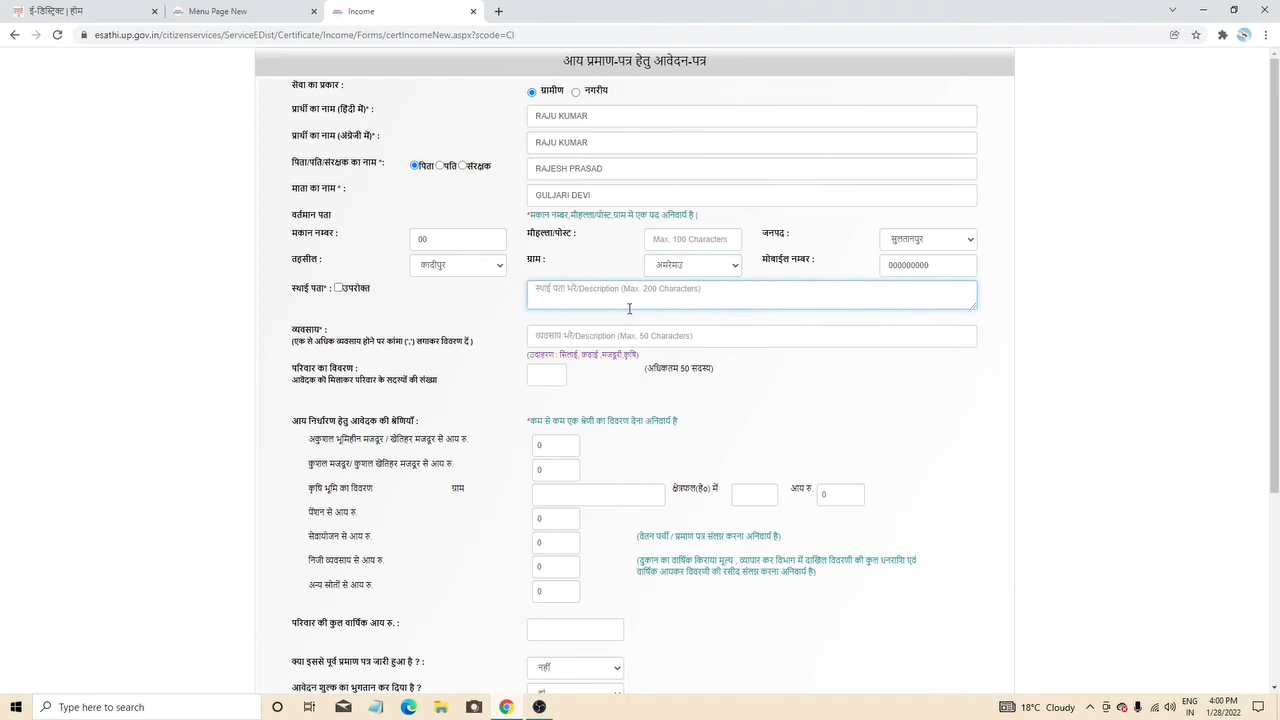 ई-डिस्ट्रिक्ट | होम
Menu Page New
Income
esathi.up.gov.in/citizenservices/ServiceEDist/Certificate/Income/Forms/certIncomeNew.aspx?scode=CI
आय प्रमाण-पत्र हेतु आवेदन-पत्र
सेवा का प्रकार : ग्रामीण नगरीय
प्रार्थी का नाम (हिंदी में)* : RAJU KUMAR
प्रार्थी का नाम (अंग्रेजी में)* : RAJU KUMAR
पिता/पति/संरक्षक का नाम *: पिता पति संरक्षक RAJESH PRASAD
माता का नाम * : GULJARI DEVI
वर्तमान पता *मकान नम्बर,मौहल्ला/पोस्ट,ग्राम में एक पद अनिवार्य है |
मकान नम्बर : 00 मौहल्ला/पोस्ट : Max. 100 Characters जनपद : सुलतानपुर
तहसील : कादीपुर ग्राम : अमरेमउ मोबाईल नम्बर : 000000000
स्थाई पता* : उपरोक्त स्थाई पता भरे/Description (Max. 200 Characters)
व्यवसाय* : व्यवसाय भरे/Description (Max. 50 Characters)
(एक से अधिक व्यवसाय होने पर कांमा (',') लगाकर विवरण दें )
(उदाहरण : सिलाई, कढ़ाई ,मजदूरी,कृषि)
परिवार का विवरण : (अधिकतम 50 सदस्य)
आवेदक को मिलाकर परिवार के सदस्यों की संख्या
आय निर्धारण हेतु आवेदक की श्रेणियाँ : *कम से कम एक श्रेणी का विवरण देना अनिवार्य है
अकुशल भूमिहीन मजदूर / खेतिहर मजदूर से आय रु. 0
कुशल मजदूर/ कुशल खेतिहर मजदूर से आय रु. 0
कृषि भूमि का विवरण ग्राम क्षेत्रफल(हे०) में आय रु. 0
पेंशन से आय रु. 0
सेवायोजन से आय रु. 0 (वेतन पर्ची / प्रमाण पत्र संलग्न करना अनिवार्य है)
निजी व्यवसाय से आय रु. 0 (दुकान का वार्षिक किराया मूल्य , व्यापार कर विभाग में दाखिल विवरणी की कुल धनराशि एवं
वार्षिक आयकर विवरणी की रसीद संलग्न करना अनिवार्य है)
अन्य स्रोतों से आय रु. 0
परिवार की कुल वार्षिक आय रु. :
क्या इससे पूर्व प्रमाण पत्र जारी हुआ है ? : नहीं
आवेदन शुल्क का भुगतान कर दिया है ? हां
Type here to search
18°C Cloudy
ENG
IN
4:00 PM
1/28/2022